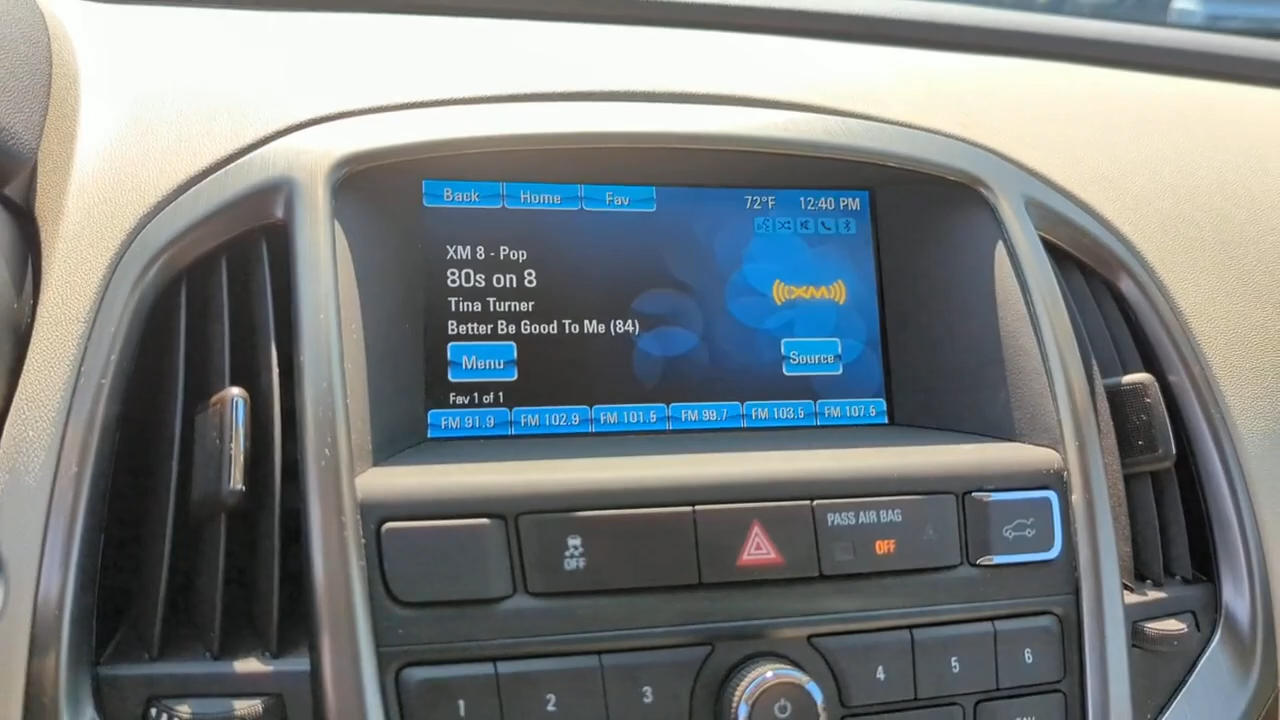 Back Home Fav 72°F 12:40 PM
XM 8 - Pop
80s on 8
((XM))
Tina Turner
Better Be Good To Me (84)
Menu Source
Fav 1 of 1
FM 91.9 FM 102.9 FM 101.5 FM 99.7 FM 103.5 FM 107.5
PASS AIR BAG
OFF OFF
1 2 3 4 5 6